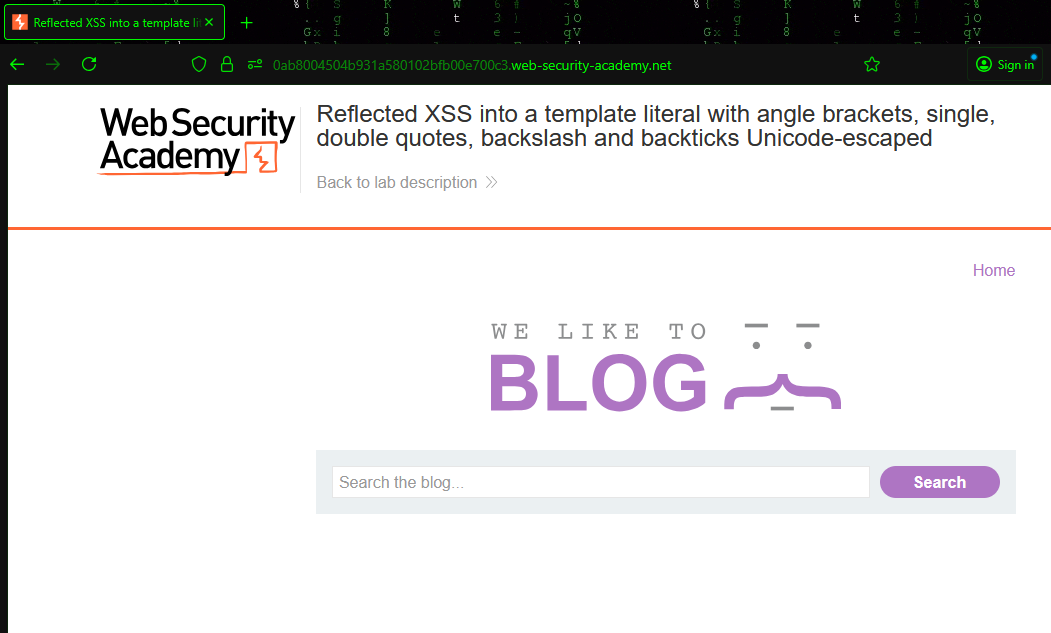 Reflected XSS into a template li
0ab8004504b931a580102bfb00e700c3.web-security-academy.net
Sign in
Web Security
Academy
Reflected XSS into a template literal with angle brackets, single,
double quotes, backslash and backticks Unicode-escaped
Back to lab description
Home
WE LIKE TO
BLOG
Search the blog...
Search